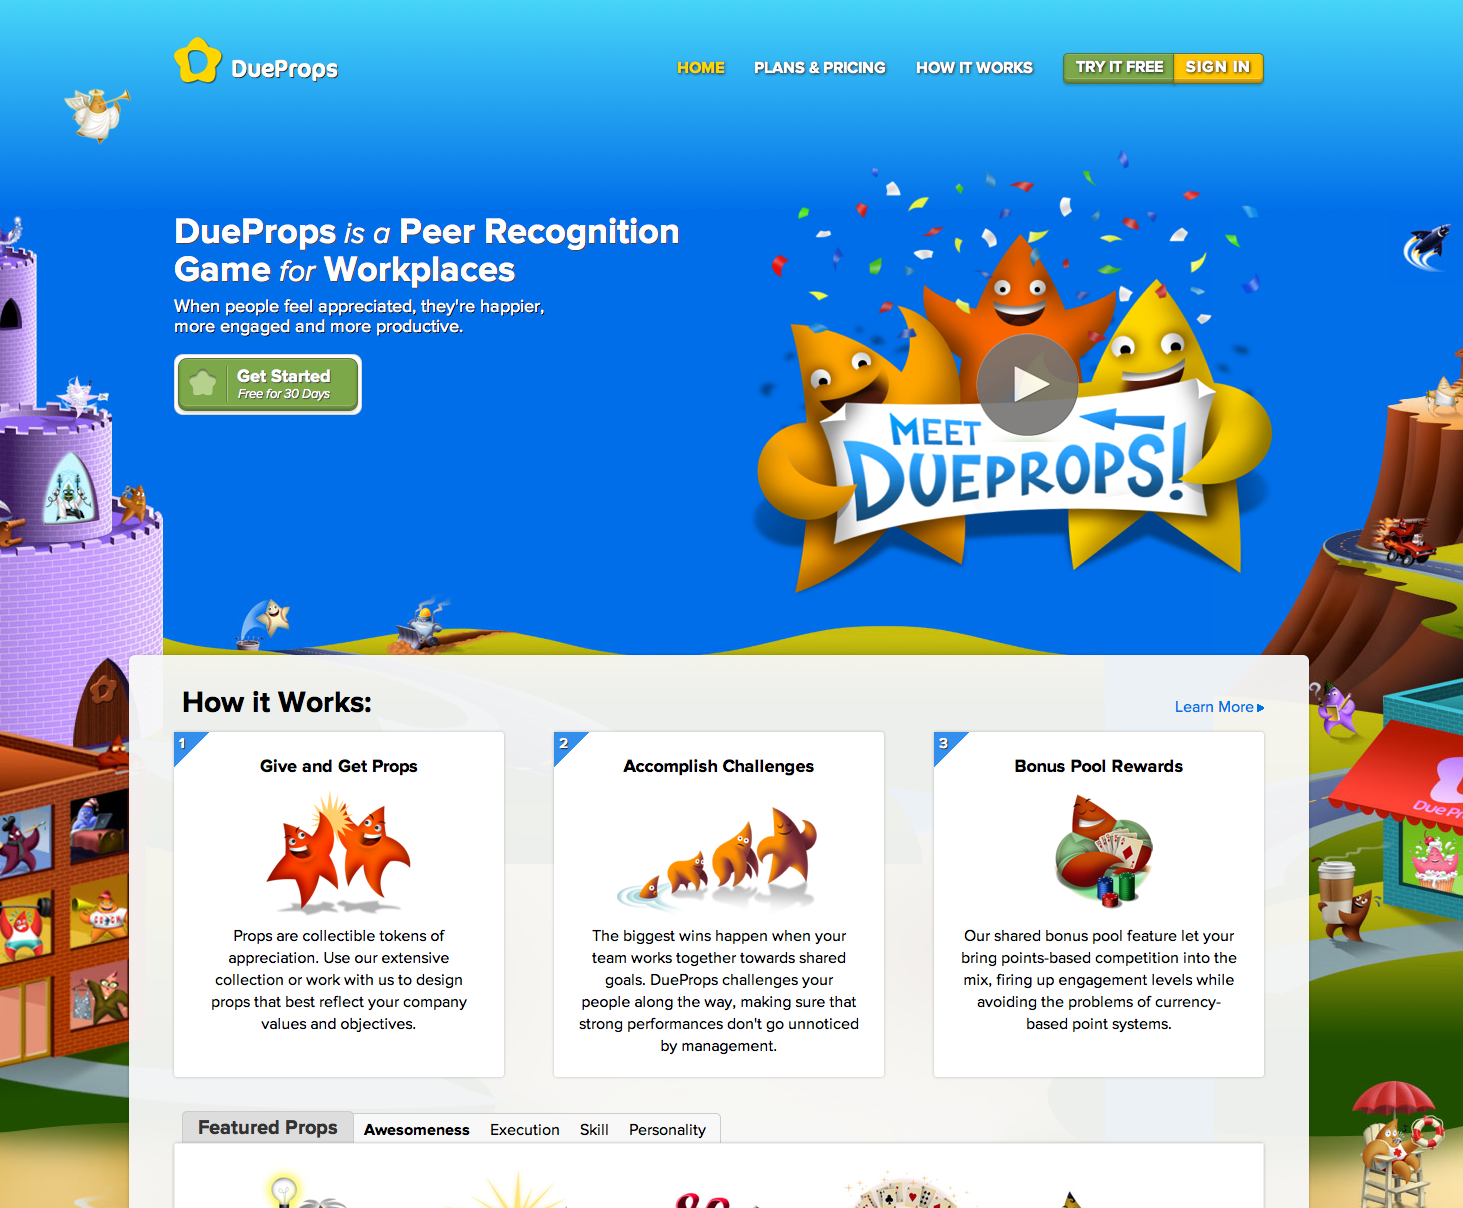 DueProps
HOME PLANS & PRICING HOW IT WORKS TRY IT FREE SIGN IN
DueProps is a Peer Recognition
Game for Workplaces
When people feel appreciated, they're happier,
more engaged and more productive.
Get Started
Free for 30 Days
MEET
DUEPROPS!
How it Works:
Learn More
1
Give and Get Props
Props are collectible tokens of
appreciation. Use our extensive
collection or work with us to design
props that best reflect your company
values and objectives.
2
Accomplish Challenges
The biggest wins happen when your
team works together towards shared
goals. DueProps challenges your
people along the way, making sure that
strong performances don't go unnoticed
by management.
3
Bonus Pool Rewards
Our shared bonus pool feature let your
bring points-based competition into the
mix, firing up engagement levels while
avoiding the problems of currency-
based point systems.
COACH
Featured Props Awesomeness Execution Skill Personality